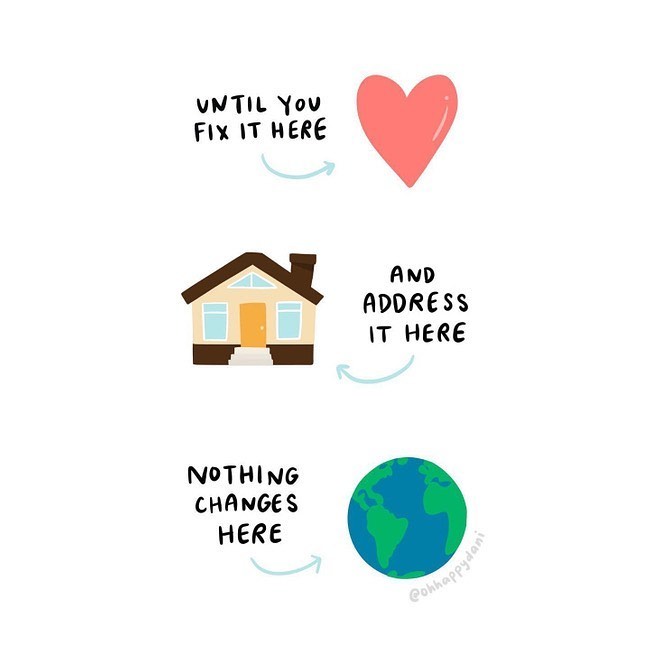 UNTIL YOU
FIX IT HERE
AND
ADDRESS
IT HERE
NOTHING
CHANGES
HERE
@ohhappydani